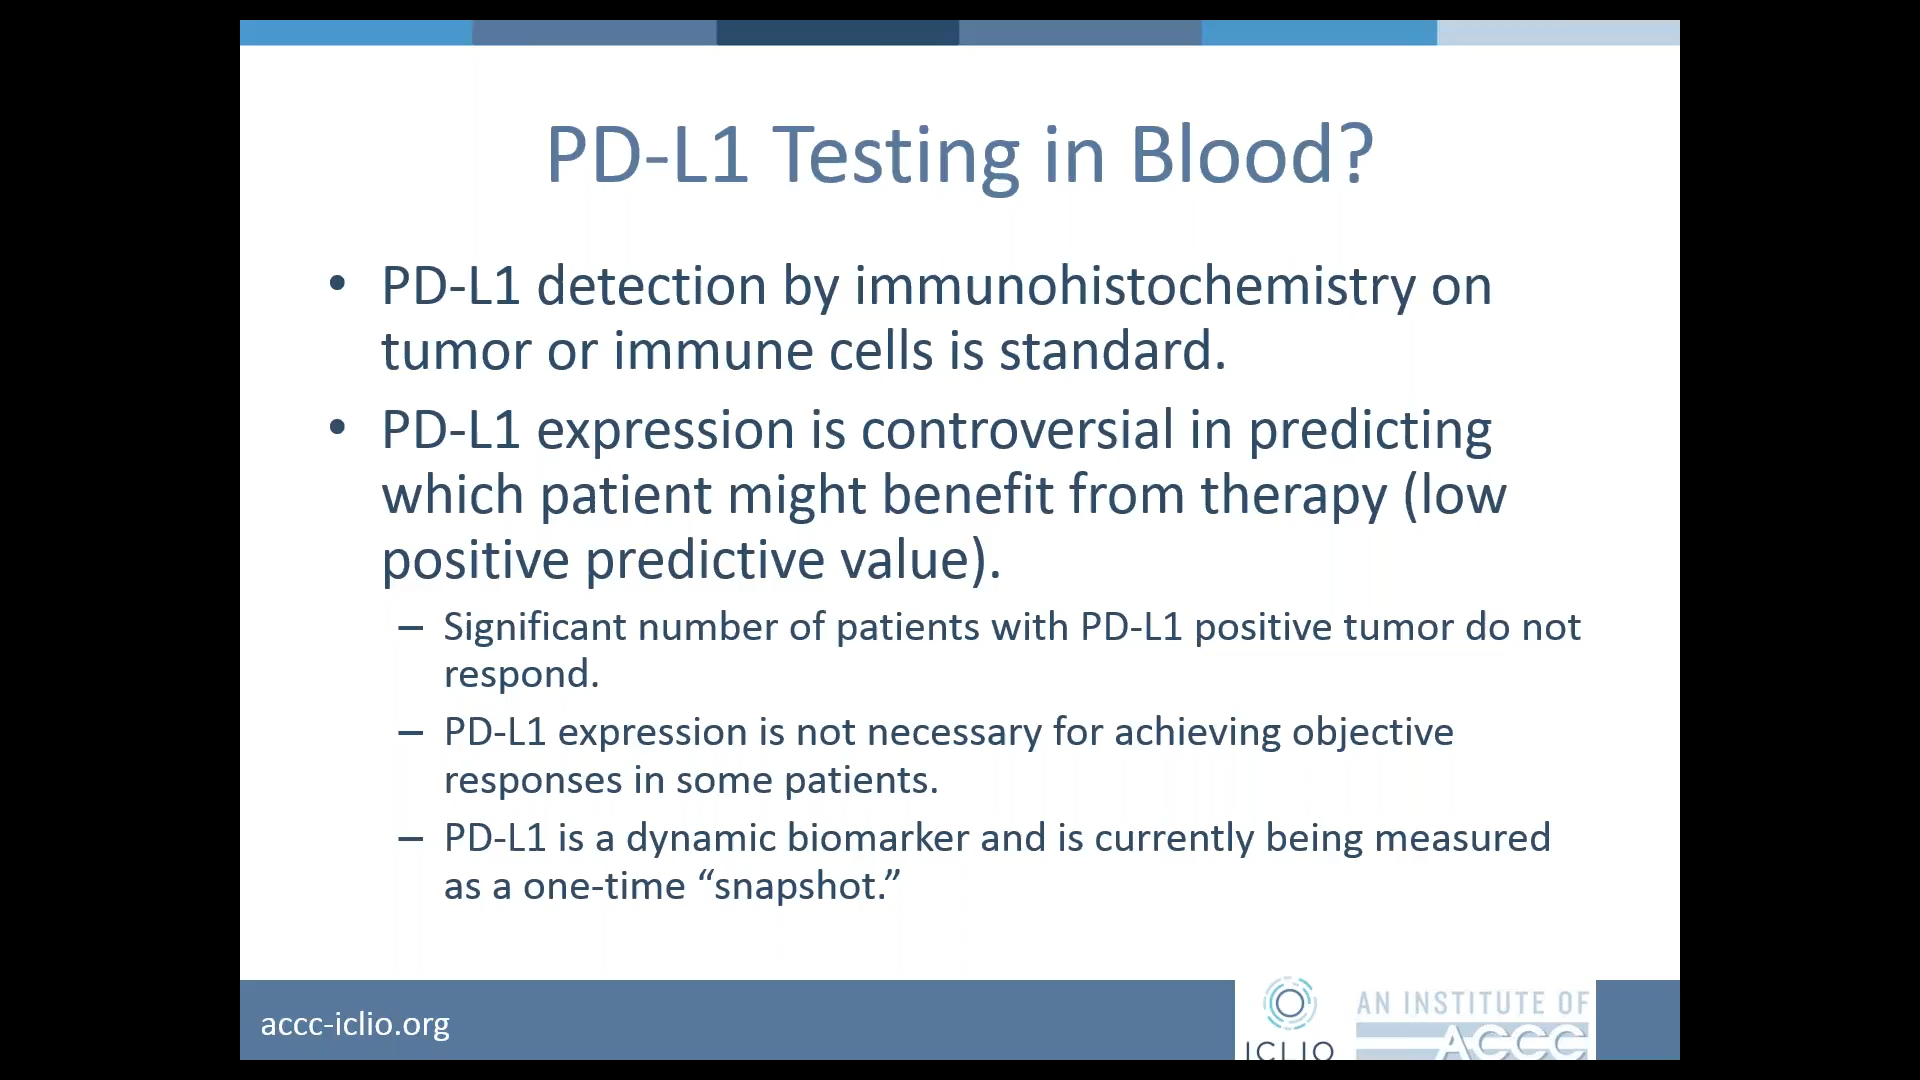 PD-L1 Testing in Blood?
• PD-L1 detection by immunohistochemistry on
tumor or immune cells is standard.
• PD-L1 expression is controversial in predicting
which patient might benefit from therapy (low
positive predictive value).
– Significant number of patients with PD-L1 positive tumor do not
respond.
– PD-L1 expression is not necessary for achieving objective
responses in some patients.
– PD-L1 is a dynamic biomarker and is currently being measured
as a one-time “snapshot.”
accc-iclio.org
ICLIO
AN INSTITUTE OF
ACCC